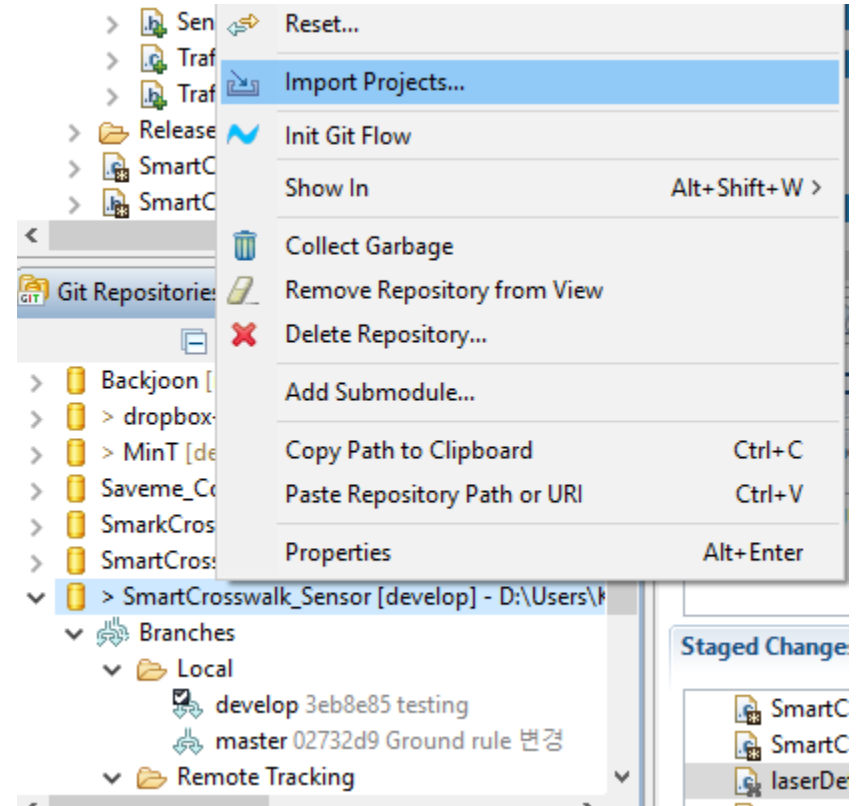 Sen
Traf
Traf
Release
SmartC
SmartC
Reset...
Import Projects...
Init Git Flow
Show In Alt+Shift+W >
Collect Garbage
Remove Repository from View
Delete Repository...
Add Submodule...
Copy Path to Clipboard Ctrl+C
Paste Repository Path or URI Ctrl+V
Properties Alt+Enter
GIT Git Repositories
Backjoon [
> dropbox-
> MinT [de
Saveme_Co
SmarkCros
SmartCross
> SmartCrosswalk_Sensor [develop] - D:\Users\K
Branches
Local
develop 3eb8e85 testing
master 02732d9 Ground rule 변경
Remote Tracking
Staged Changes
SmartC
SmartC
laserDet